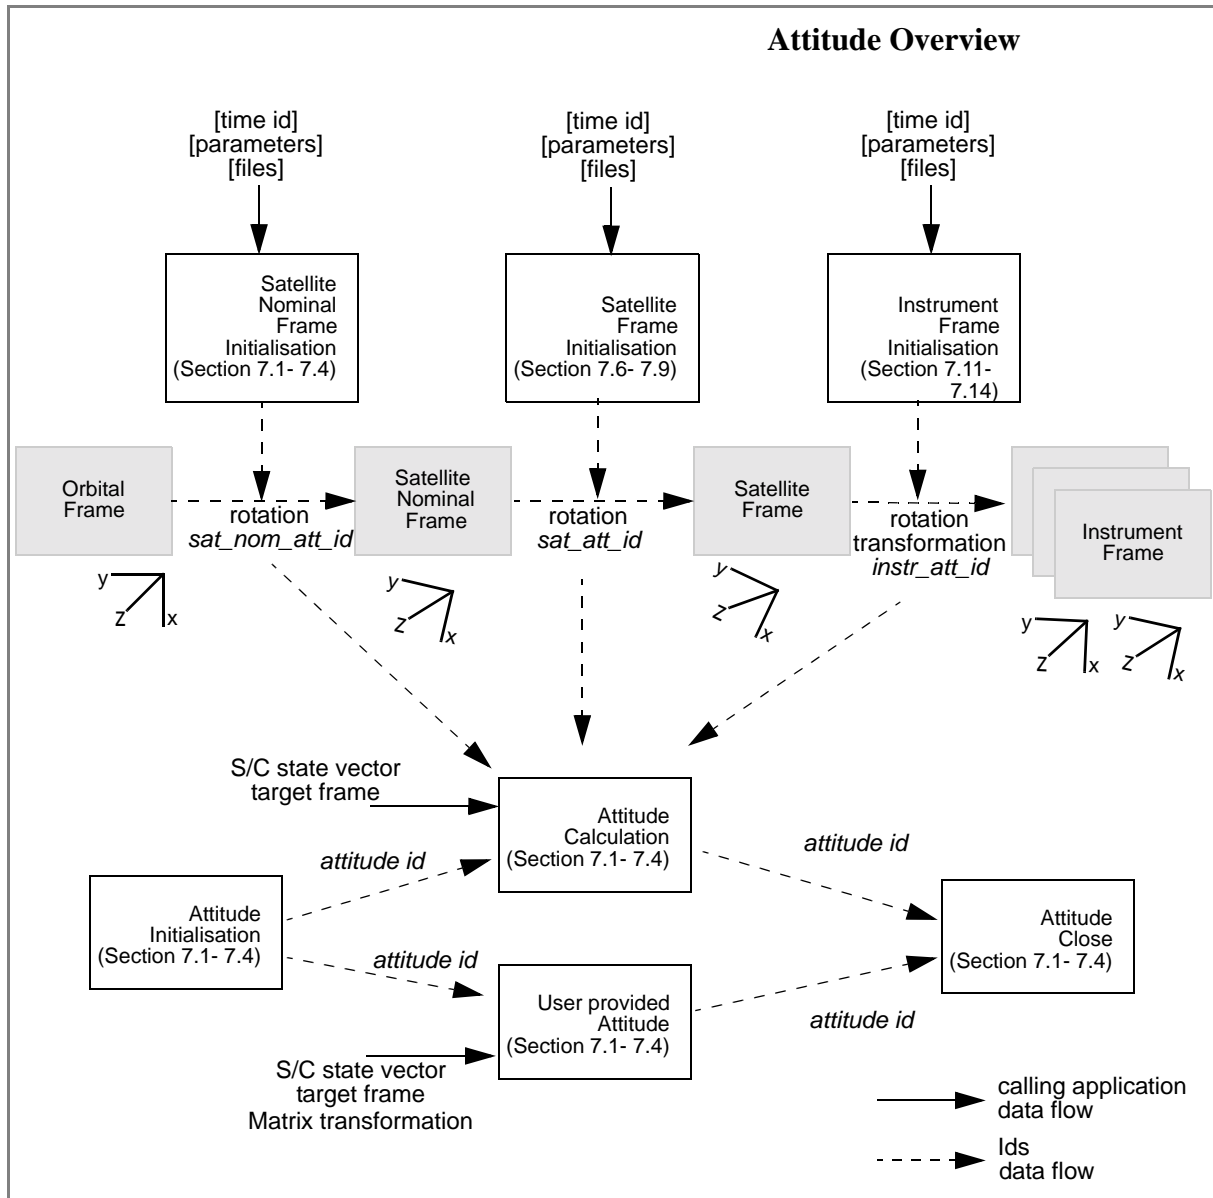 Attitude Overview
[time id]
[parameters]
[files]
[time id]
[parameters]
[files]
[time id]
[parameters]
[files]
Satellite
Nominal
Frame
Initialisation
(Section 7.1- 7.4)
Satellite
Frame
Initialisation
(Section 7.6- 7.9)
Instrument
Frame
Initialisation
(Section 7.11-
7.14)
Orbital
Frame
rotation
sat_nom_att_id
Satellite
Nominal
Frame
rotation
sat_att_id
Satellite
Frame
rotation
transformation
instr_att_id
Instrument
Frame
y
z
x
y
z
x
y
z
x
y
z
x
y
z
x
S/C state vector
target frame
Attitude
Calculation
(Section 7.1- 7.4)
attitude id
attitude id
Attitude
Initialisation
(Section 7.1- 7.4)
attitude id
Attitude
Close
(Section 7.1- 7.4)
User provided
Attitude
(Section 7.1- 7.4)
attitude id
S/C state vector
target frame
Matrix transformation
calling application
data flow
Ids
data flow